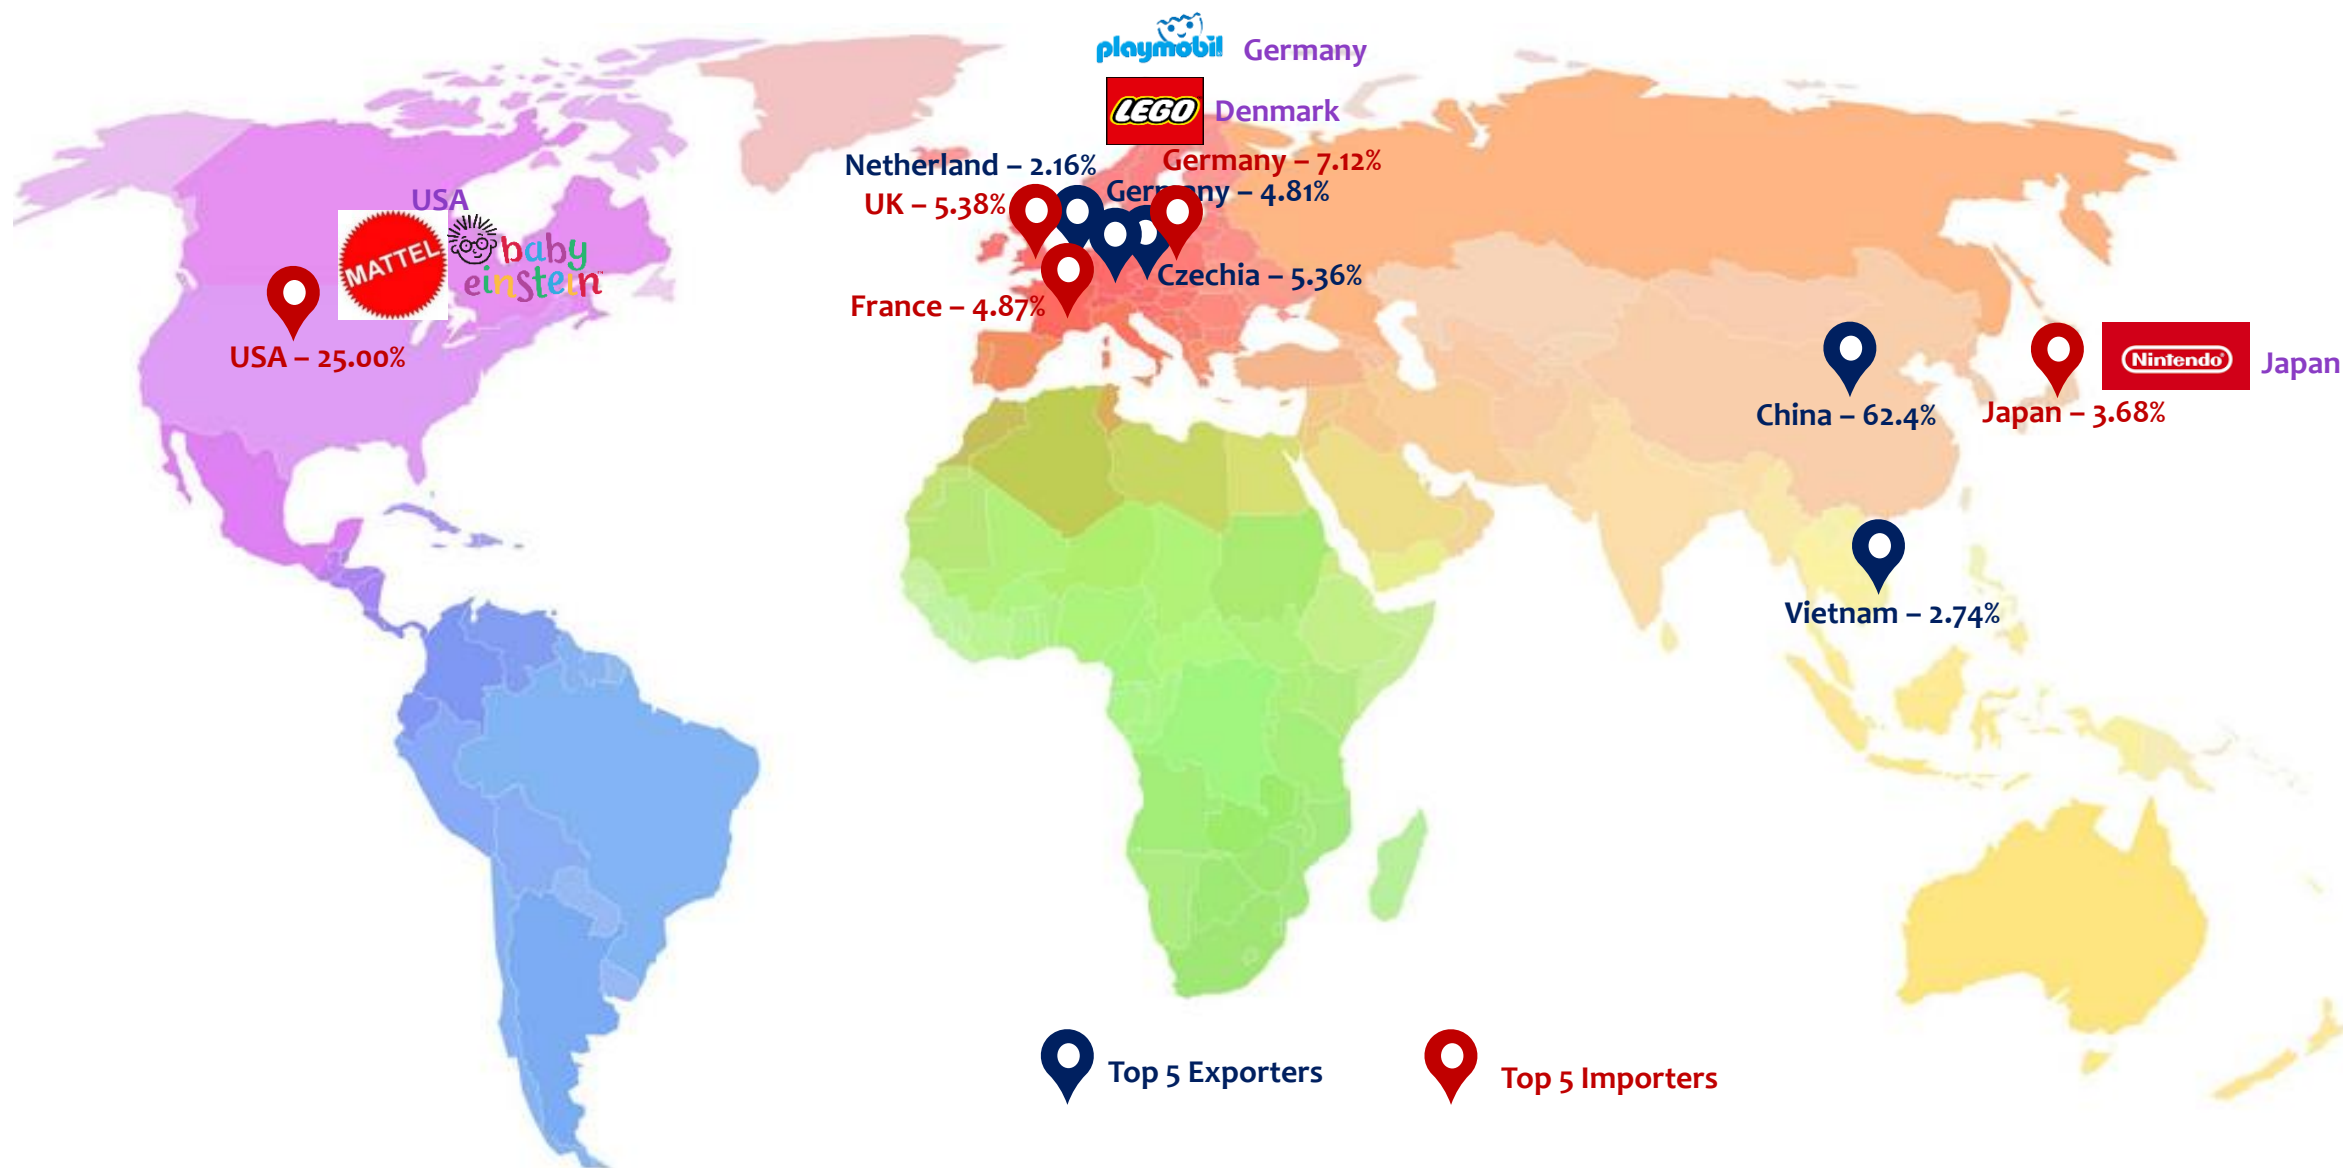 playmobil
Germany
LEGO
Denmark
Netherland – 2.16%
Germany – 7.12%
UK – 5.38%
Germany – 4.81%
USA
MATTEL
baby
einstein™
Czechia – 5.36%
France – 4.87%
USA – 25.00%
Nintendo®
Japan
China – 62.4%
Japan – 3.68%
Vietnam – 2.74%
Top 5 Exporters
Top 5 Importers